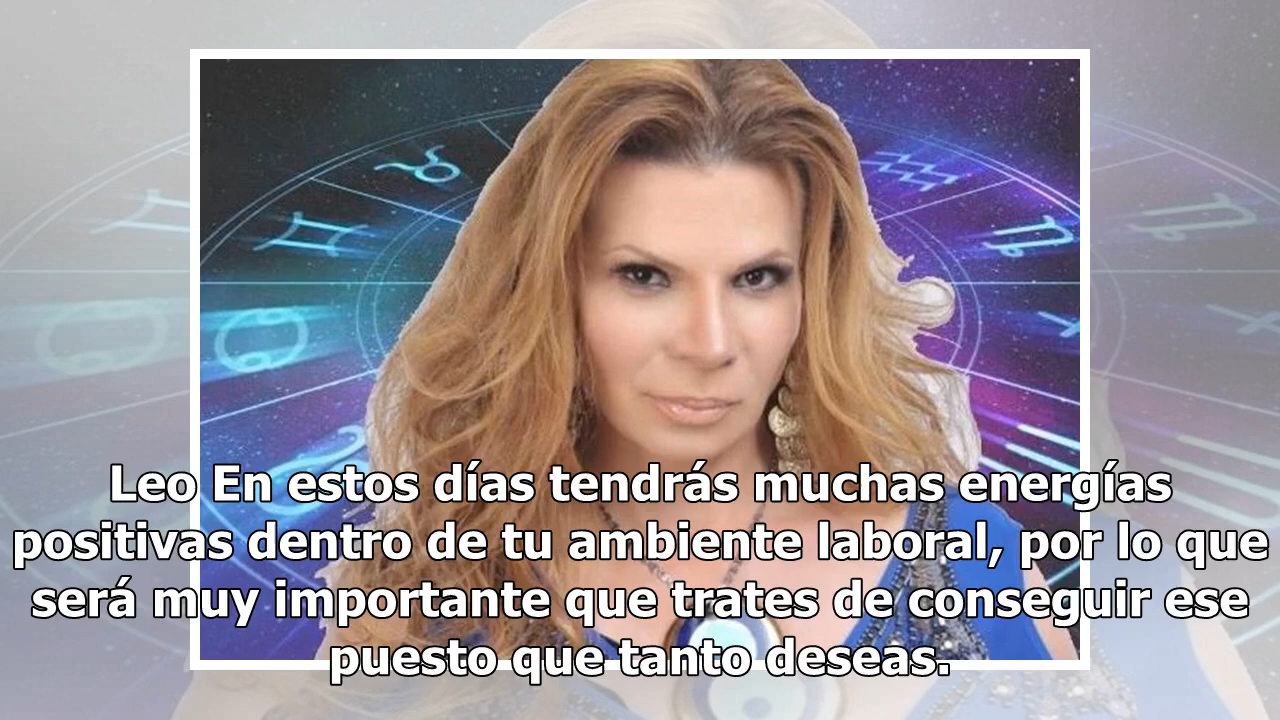 Leo En estos días tendrás muchas energías
positivas dentro de tu ambiente laboral, por lo que
será muy importante que trates de conseguir ese
puesto que tanto deseas.